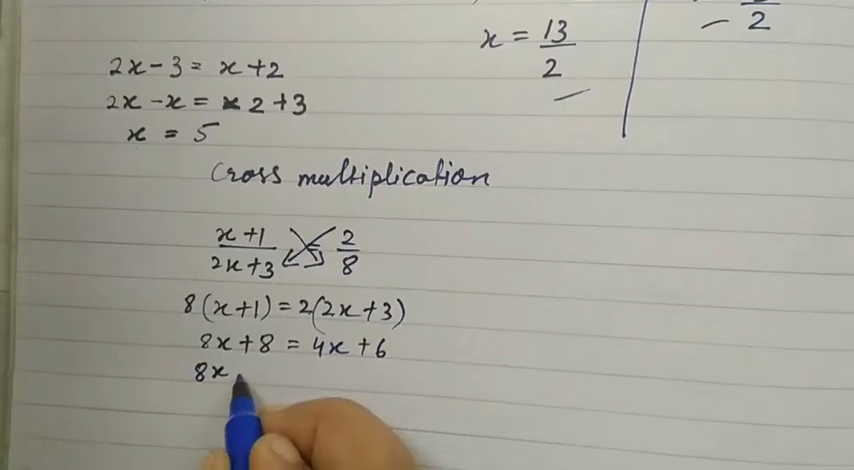 2x - 3 = x + 2
2x - x = 2 + 3
x = 5
x = 13/2
2
Cross multiplication
x + 1 / 2x + 3 = 2 / 8
8 (x + 1) = 2 (2x + 3)
8x + 8 = 4x + 6
8x